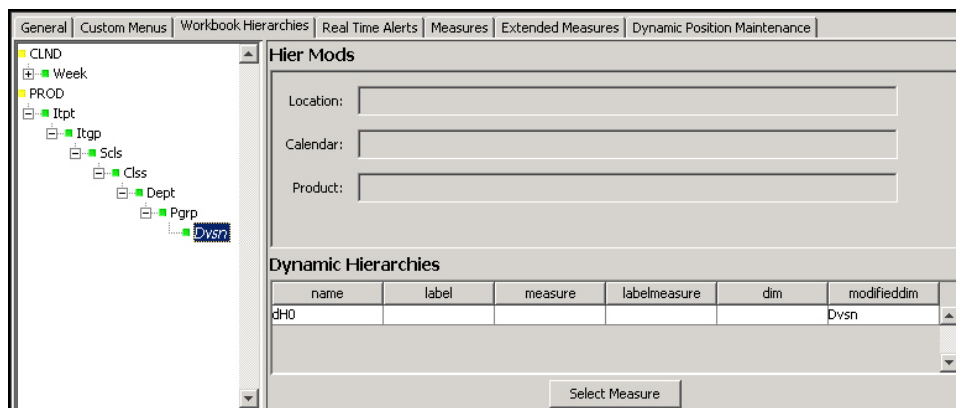 General Custom Menus Workbook Hierarchies Real Time Alerts Measures Extended Measures Dynamic Position Maintenance
CLND
Week
PROD
Itpt
Itgp
Scls
Clss
Dept
Pgrp
Dvsn
Hier Mods
Location:
Calendar:
Product:
Dynamic Hierarchies
name label measure labelmeasure dim modifieddim
dH0 Dvsn
Select Measure